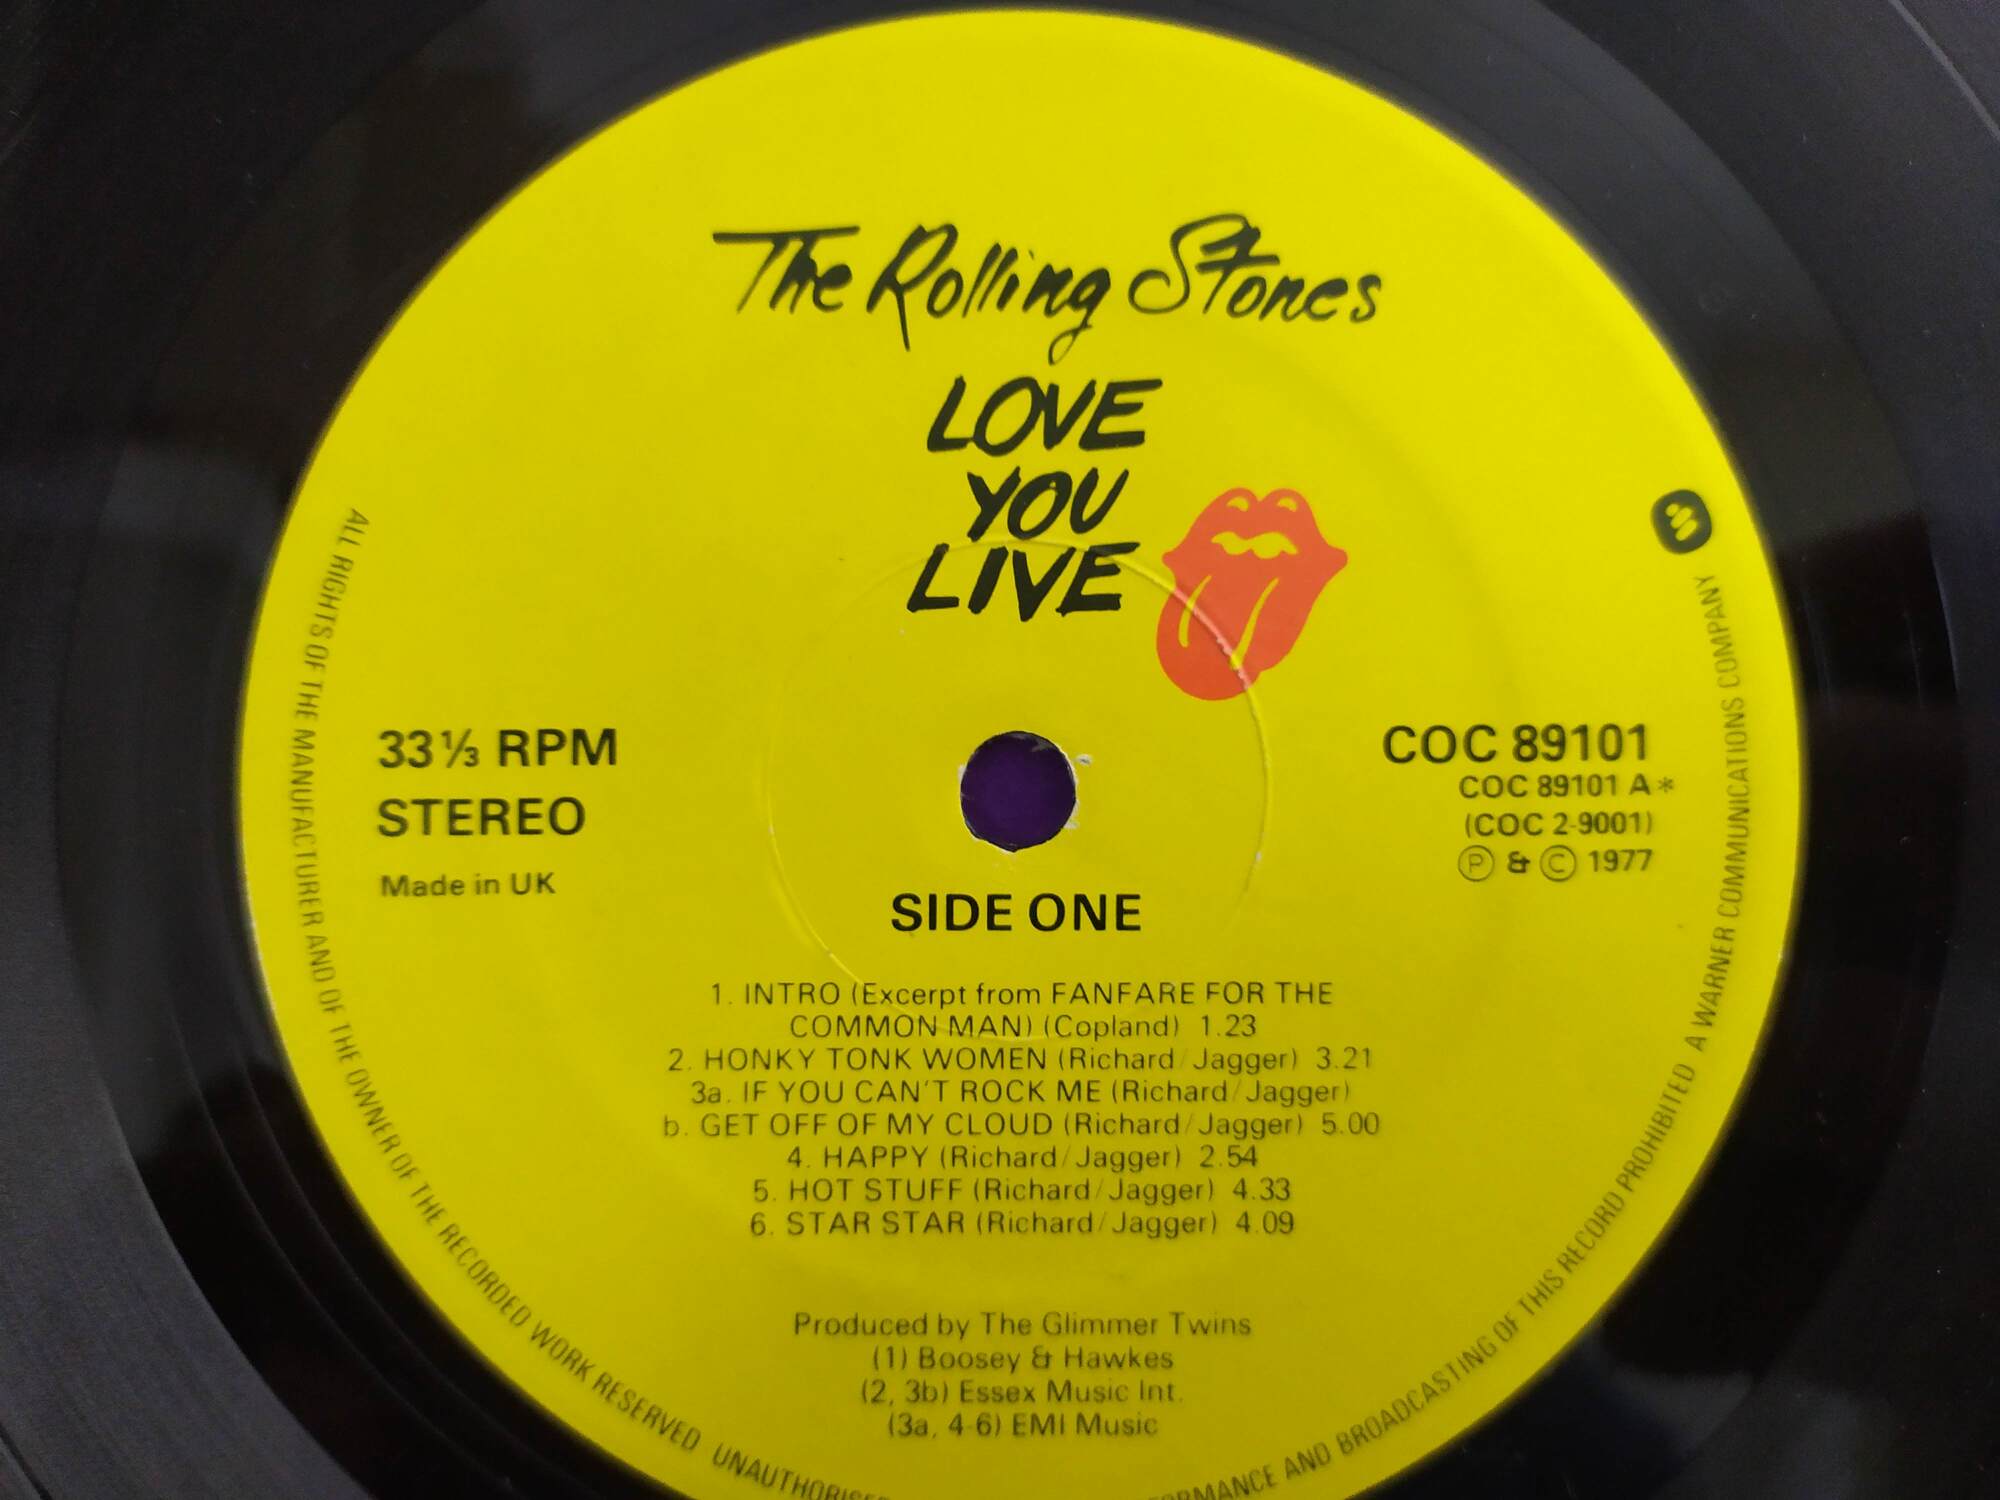 The Rolling Stones
LOVE
YOU
LIVE
33⅓ RPM
STEREO
Made in UK
COC 89101
COC 89101 A*
(COC 2-9001)
Ⓟ & © 1977
SIDE ONE
1. INTRO (Excerpt from FANFARE FOR THE
COMMON MAN) (Copland) 1.23
2. HONKY TONK WOMEN (Richard/Jagger) 3.21
3a. IF YOU CAN'T ROCK ME (Richard/Jagger)
b. GET OFF OF MY CLOUD (Richard/Jagger) 5.00
4. HAPPY (Richard/Jagger) 2.54
5. HOT STUFF (Richard/Jagger) 4.33
6. STAR STAR (Richard/Jagger) 4.09
Produced by The Glimmer Twins
(1) Boosey & Hawkes
(2, 3b) Essex Music Int.
(3a, 4-6) EMI Music
ALL RIGHTS OF THE MANUFACTURER AND OF THE OWNER OF THE RECORDED WORK RESERVED
AND BROADCASTING OF THIS RECORD PROHIBITED A WARNER COMMUNICATIONS COMPANY